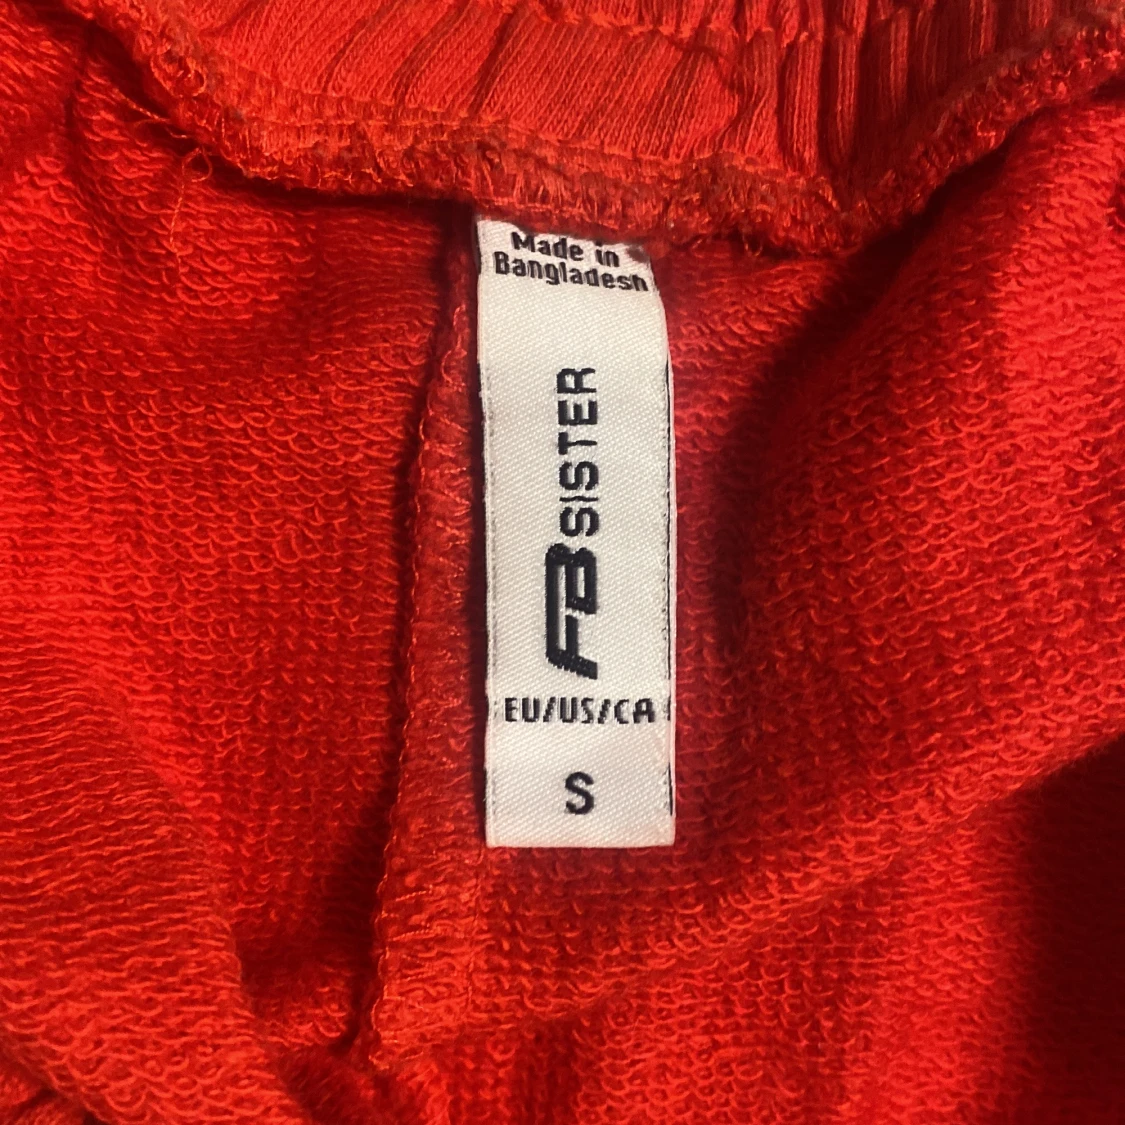 Made in
Bangladesh
FB SISTER
EU/US/CA
S